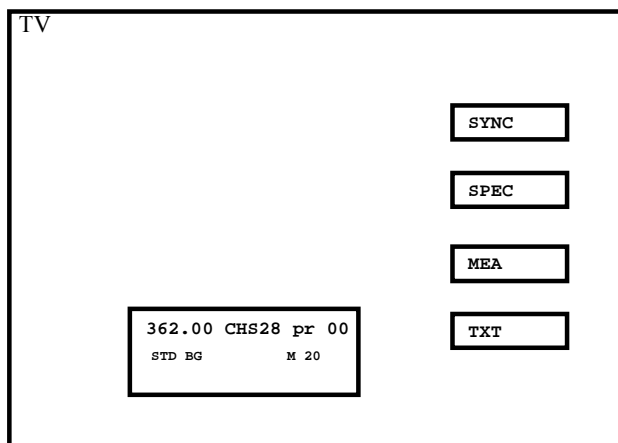 TV
SYNC
SPEC
MEA
TXT
362.00 CHS28 pr 00
STD BG M 20